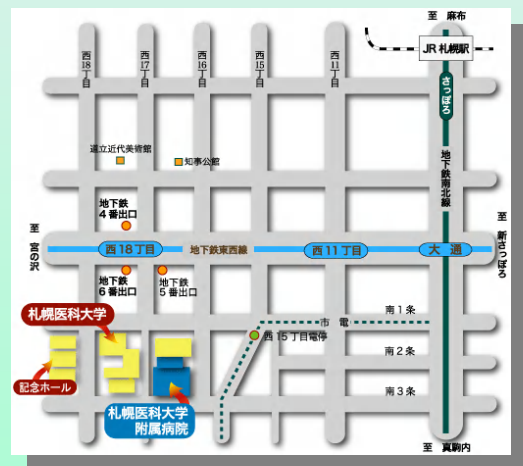 至 麻布
JR 札幌駅
さっぽろ
西18丁目
西17丁目
西16丁目
西15丁目
西11丁目
地下鉄南北線
道立近代美術館
知事公館
地下鉄
4番出口
至 宮の沢
西18丁目
地下鉄東西線
西11丁目
大通
至 新さっぽろ
地下鉄
6番出口
地下鉄
5番出口
札幌医科大学
南1条
市電
西15丁目電停
南2条
記念ホール
南3条
札幌医科大学
附属病院
至 真駒内